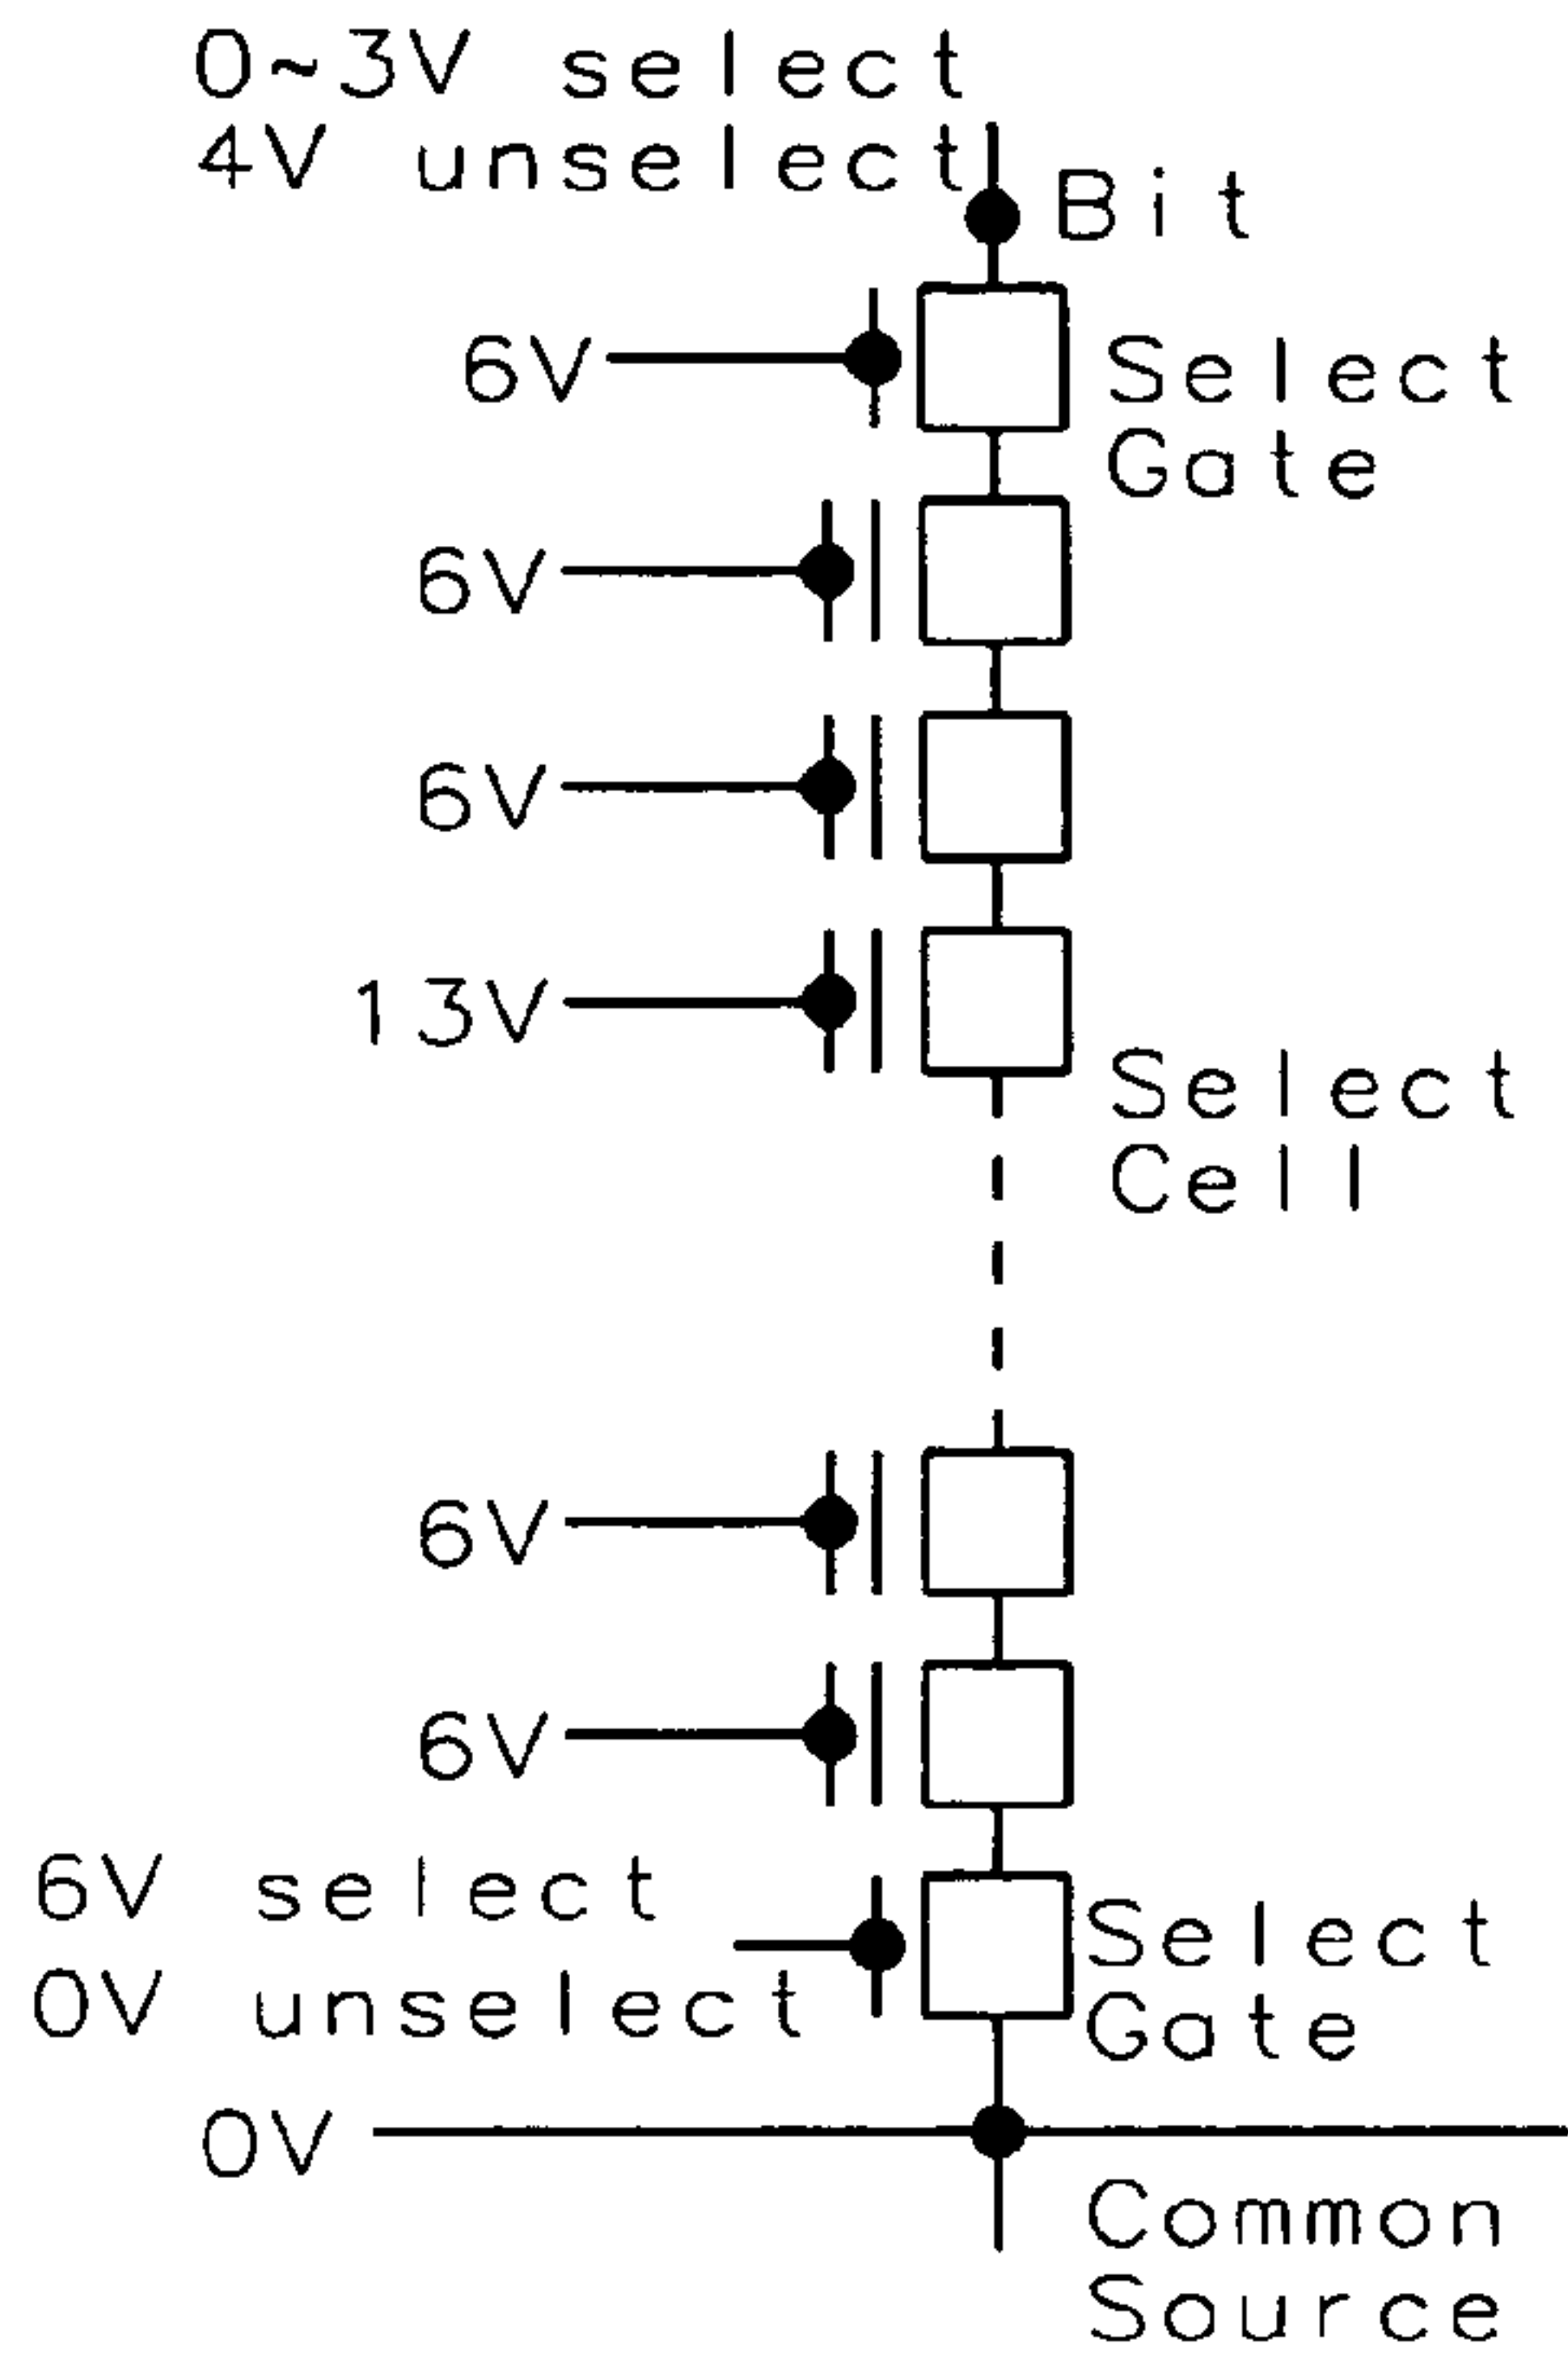 0~3V select
4V unselect
Bit
6V
Select
Gate
6V
6V
13V
Select
Cell
6V
6V
6V select
0V unselect
Select
Gate
0V
Common
Source